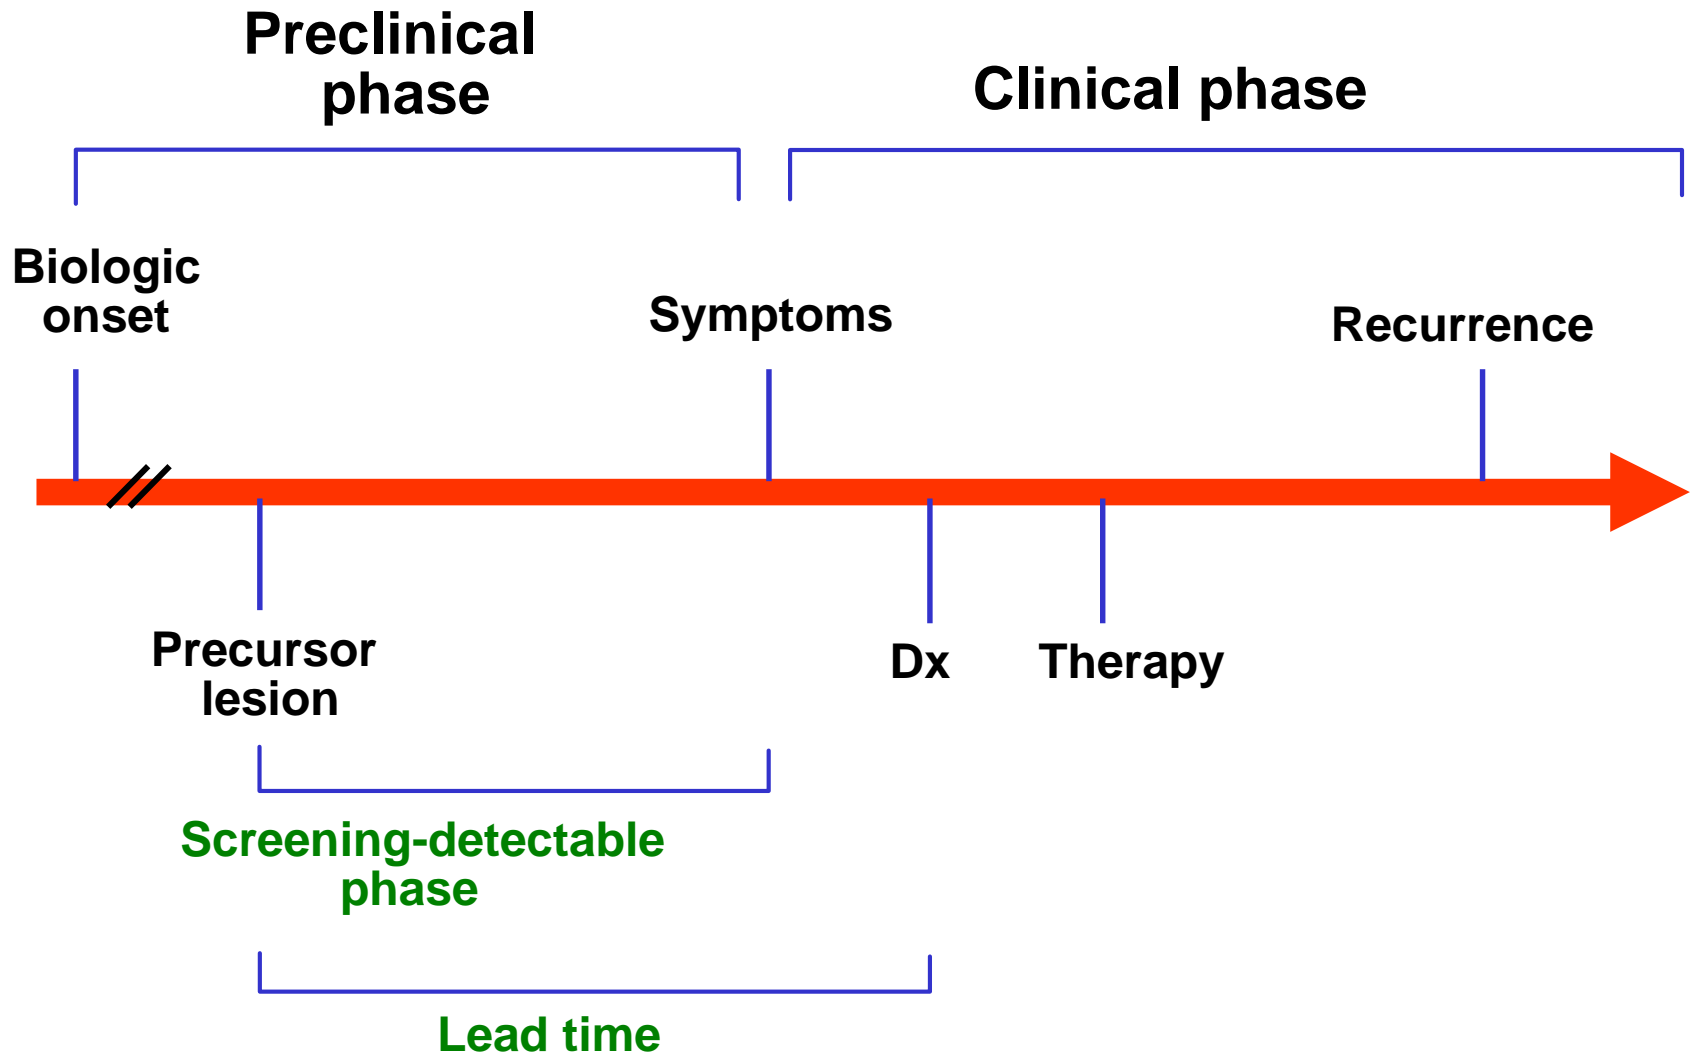 Preclinical
phase
Clinical phase
Biologic
onset
Symptoms
Recurrence
Precursor
lesion
Dx
Therapy
Screening-detectable
phase
Lead time